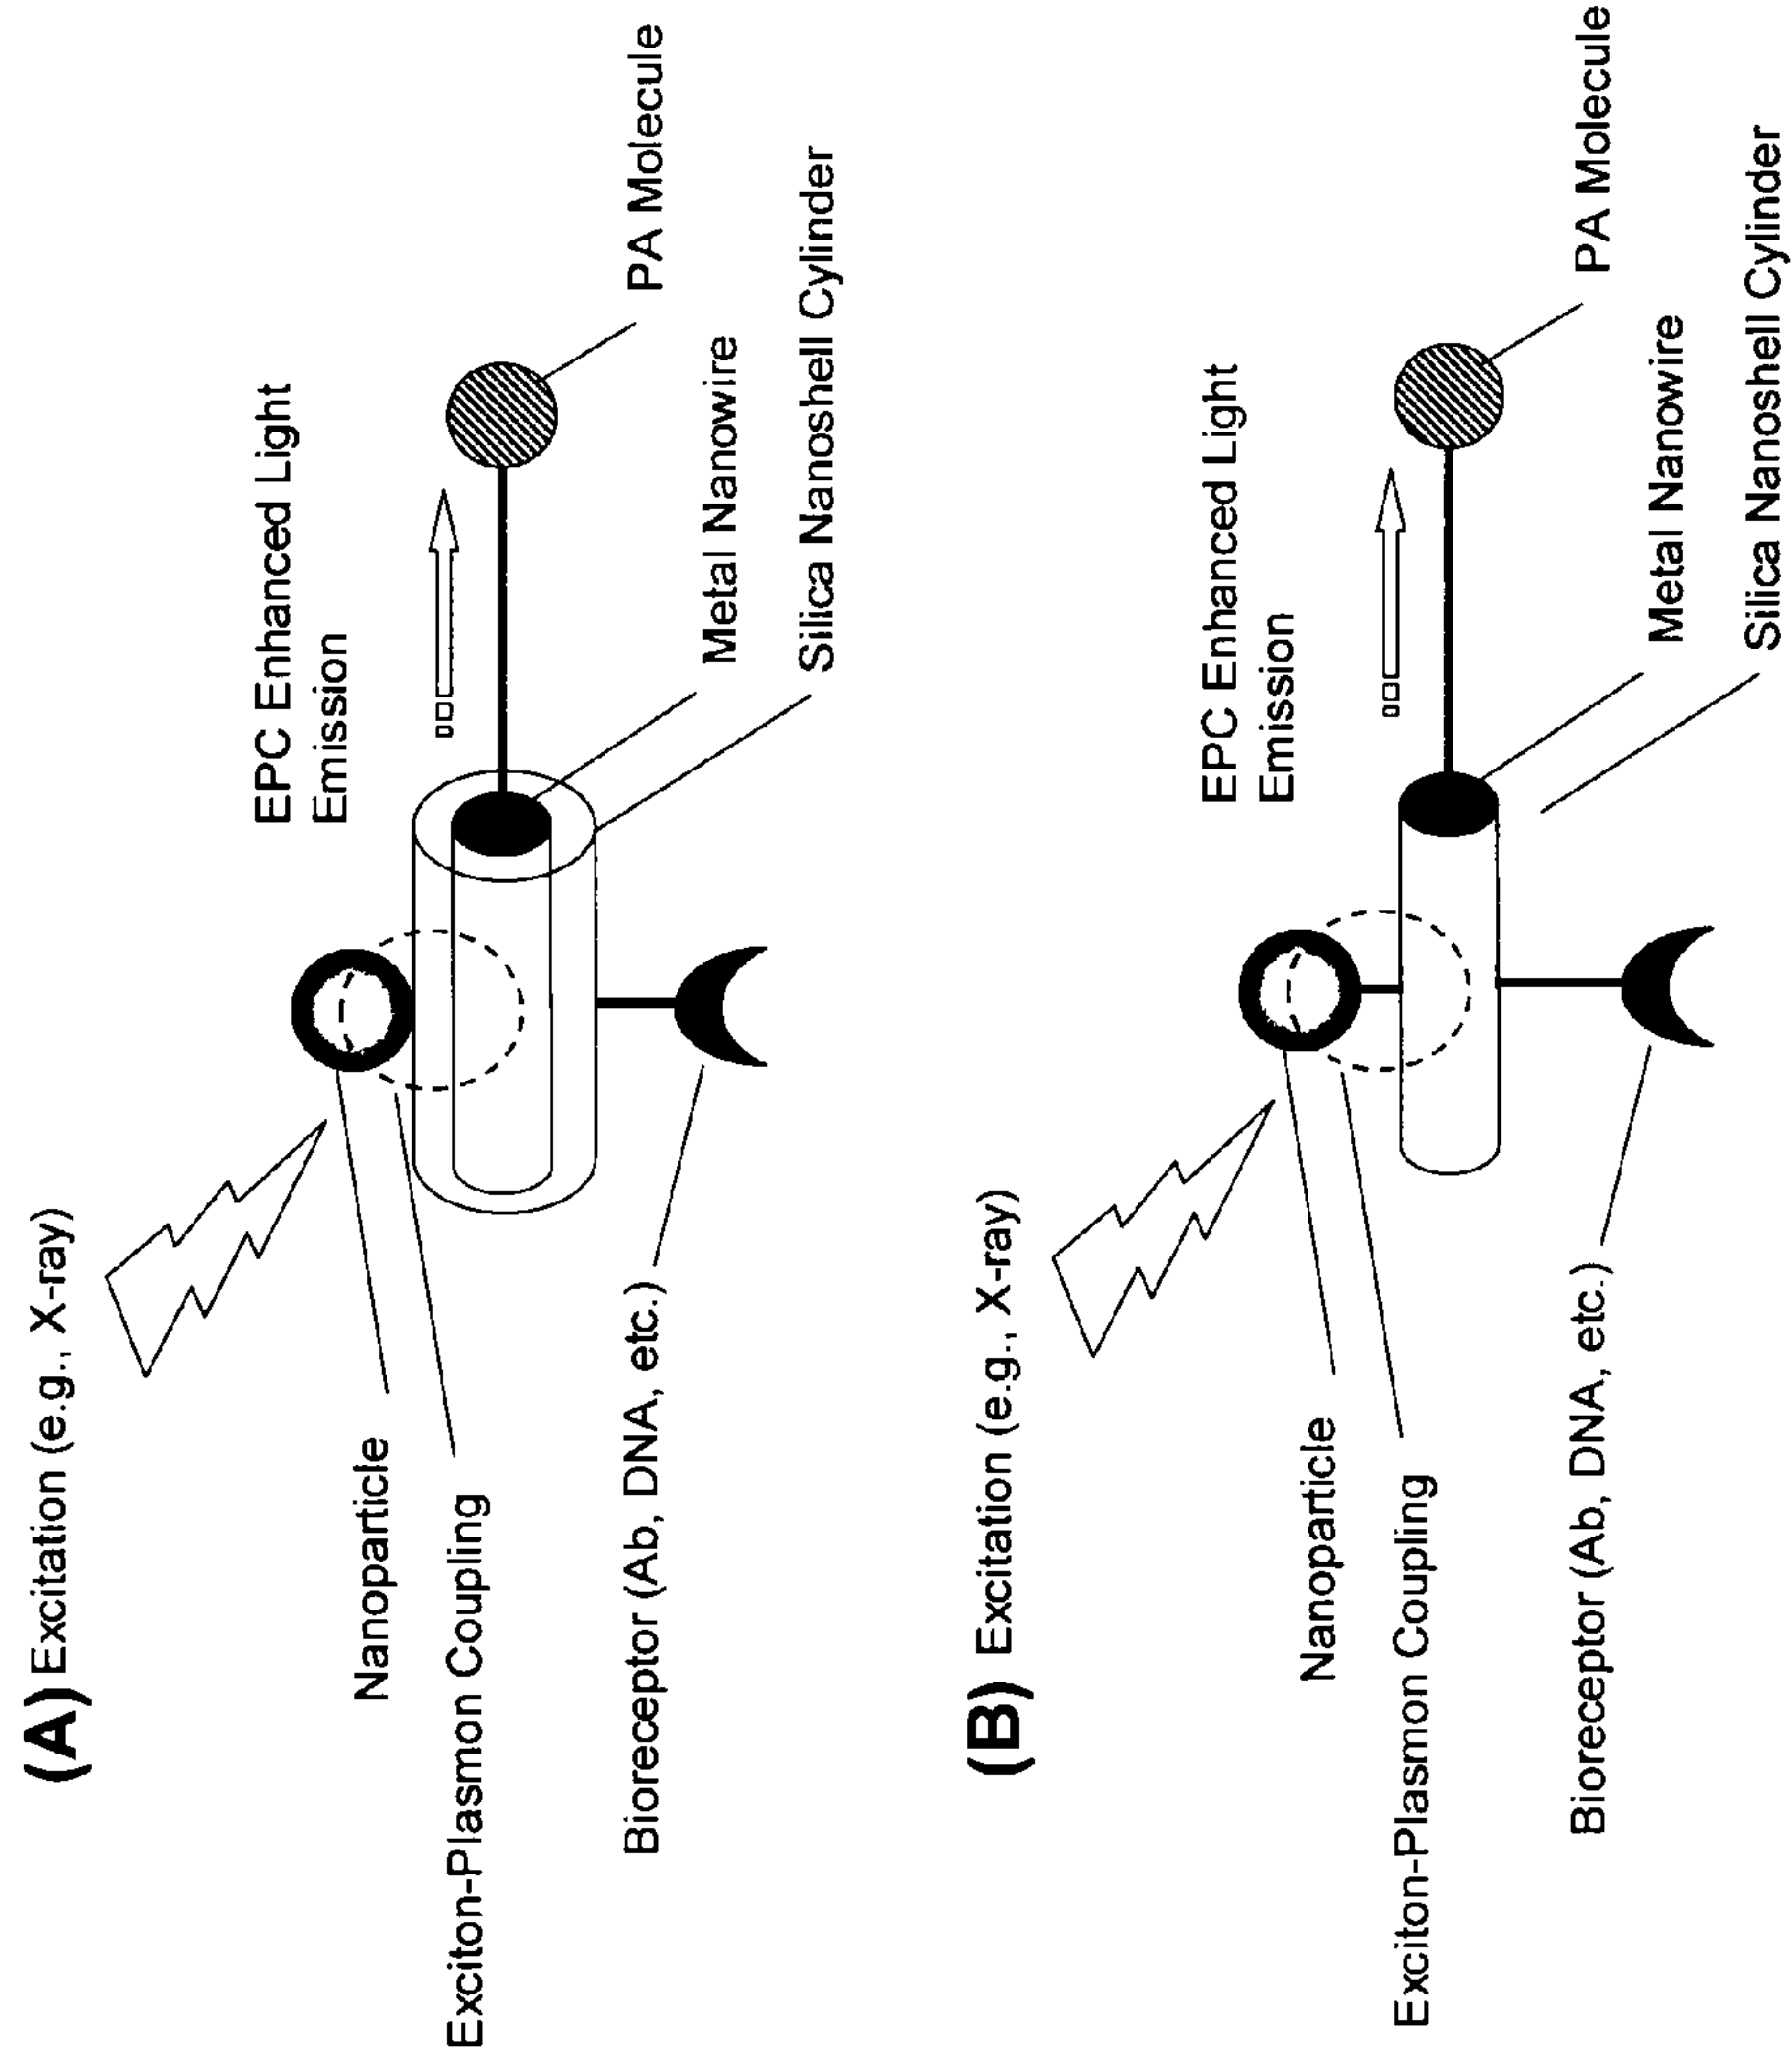 (A) Excitation (e.g., X-ray)
EPC Enhanced Light
Emission
Nanoparticle
Exciton-Plasmon Coupling
PA Molecule
Metal Nanowire
Bioreceptor (Ab, DNA, etc.)
Silica Nanoshell Cylinder
(B) Excitation (e.g., X-ray)
EPC Enhanced Light
Emission
Nanoparticle
Exciton-Plasmon Coupling
PA Molecule
Metal Nanowire
Bioreceptor (Ab, DNA, etc.)
Silica Nanoshell Cylinder